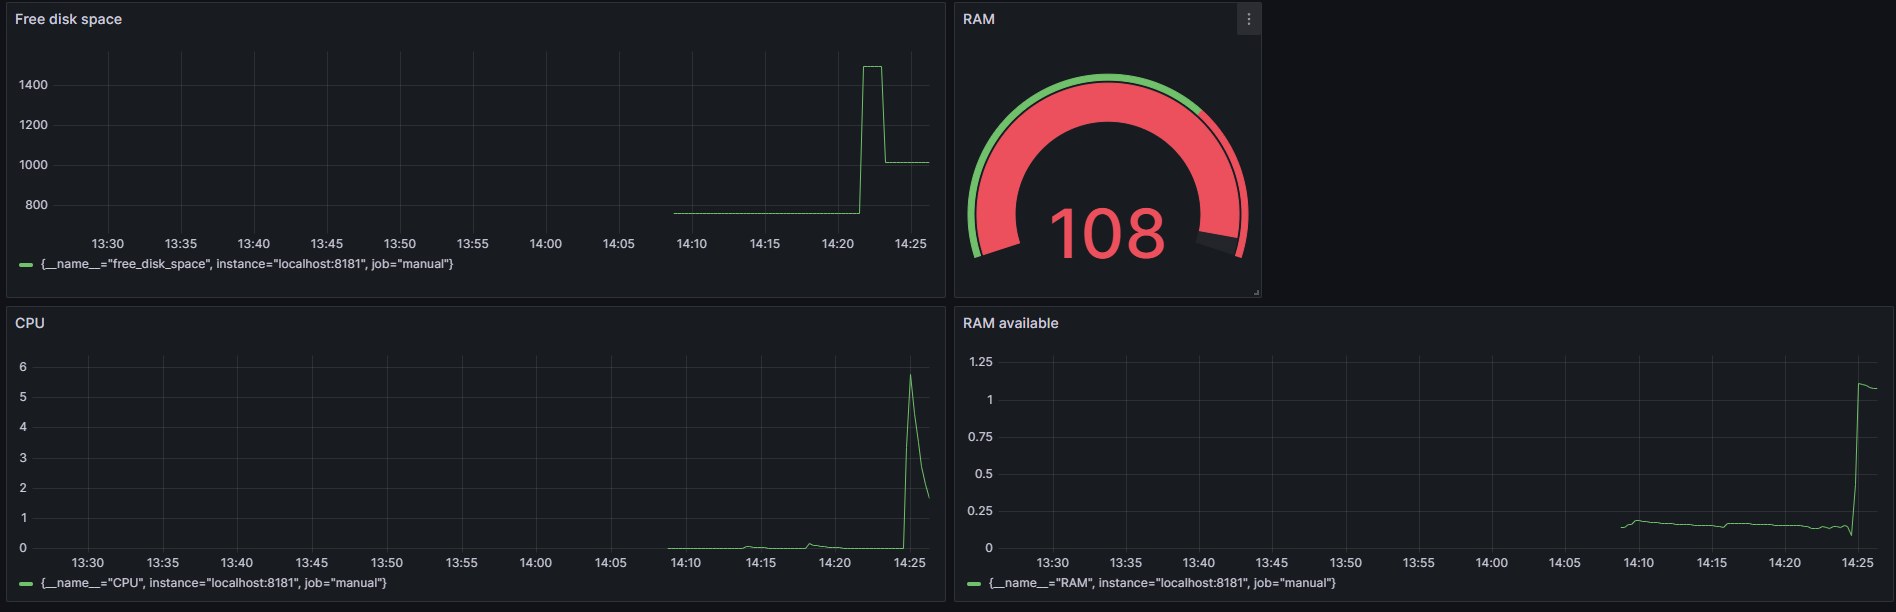 Free disk space
1400
1200
1000
800
13:30 13:35 13:40 13:45 13:50 13:55 14:00 14:05 14:10 14:15 14:20 14:25
{__name__="free_disk_space", instance="localhost:8181", job="manual"}
RAM
108
CPU
6
5
4
3
2
1
0
13:30 13:35 13:40 13:45 13:50 13:55 14:00 14:05 14:10 14:15 14:20 14:25
{__name__="CPU", instance="localhost:8181", job="manual"}
RAM available
1.25
1
0.75
0.5
0.25
0
13:30 13:35 13:40 13:45 13:50 13:55 14:00 14:05 14:10 14:15 14:20 14:25
{__name__="RAM", instance="localhost:8181", job="manual"}